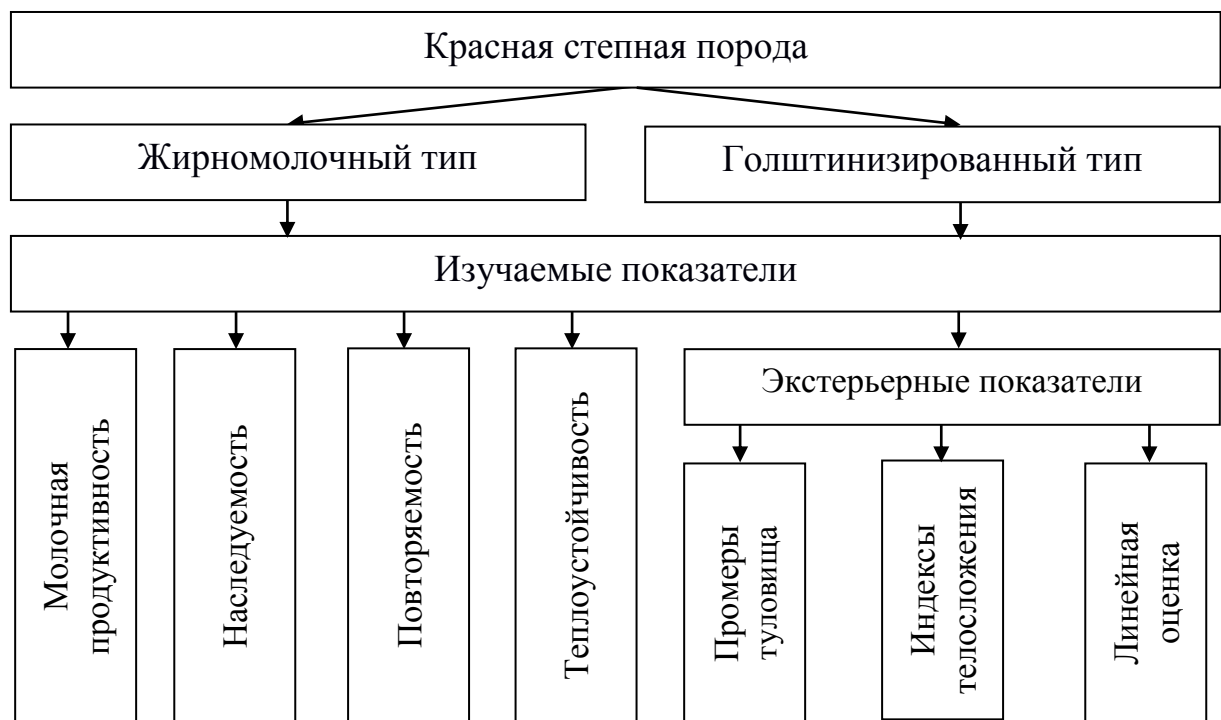 Красная степная порода
Жирномолочный тип
Голштинизированный тип
Изучаемые показатели
Молочная
продуктивность
Наследуемость
Повторяемость
Теплоустойчивость
Экстерьерные показатели
Промеры
туловища
Индексы
телосложения
Линейная
оценка